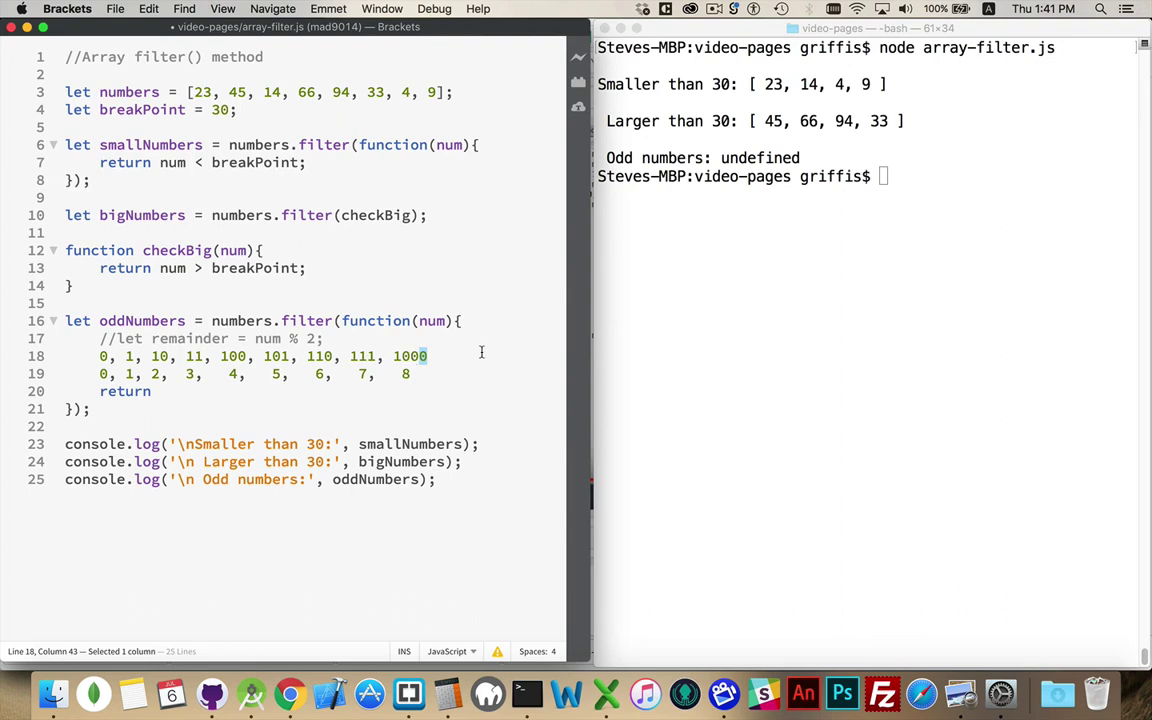 Brackets File Edit Find View Navigate Emmet Window Debug Help 100% Thu 1:41 PM
• video-pages/array-filter.js (mad9014) — Brackets
1 //Array filter() method
2
3 let numbers = [23, 45, 14, 66, 94, 33, 4, 9];
4 let breakPoint = 30;
5
6 let smallNumbers = numbers.filter(function(num){
7 return num < breakPoint;
8 });
9
10 let bigNumbers = numbers.filter(checkBig);
11
12 function checkBig(num){
13 return num > breakPoint;
14 }
15
16 let oddNumbers = numbers.filter(function(num){
17 //let remainder = num % 2;
18 0, 1, 10, 11, 100, 101, 110, 111, 1000
19 0, 1, 2, 3, 4, 5, 6, 7, 8
20 return
21 });
22
23 console.log('\nSmaller than 30:', smallNumbers);
24 console.log('\n Larger than 30:', bigNumbers);
25 console.log('\n Odd numbers:', oddNumbers);
Line 18, Column 43 — Selected 1 column — 25 Lines INS JavaScript Spaces: 4
video-pages — -bash — 61×34
Steves-MBP:video-pages griffis$ node array-filter.js
Smaller than 30: [ 23, 14, 4, 9 ]
Larger than 30: [ 45, 66, 94, 33 ]
Odd numbers: undefined
Steves-MBP:video-pages griffis$